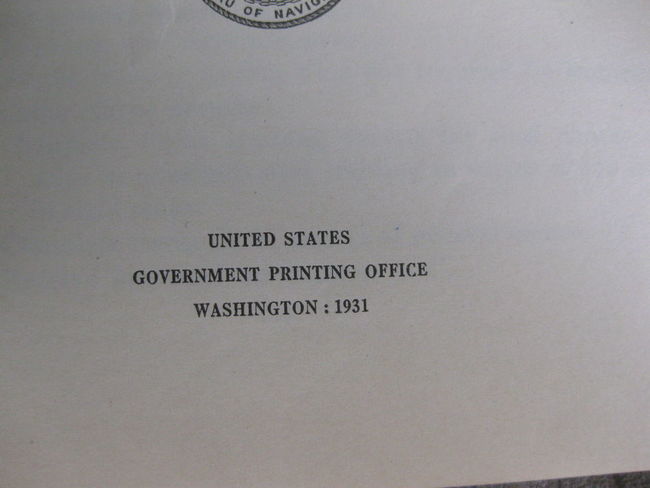 OF NAVIG
UNITED STATES
GOVERNMENT PRINTING OFFICE
WASHINGTON : 1931